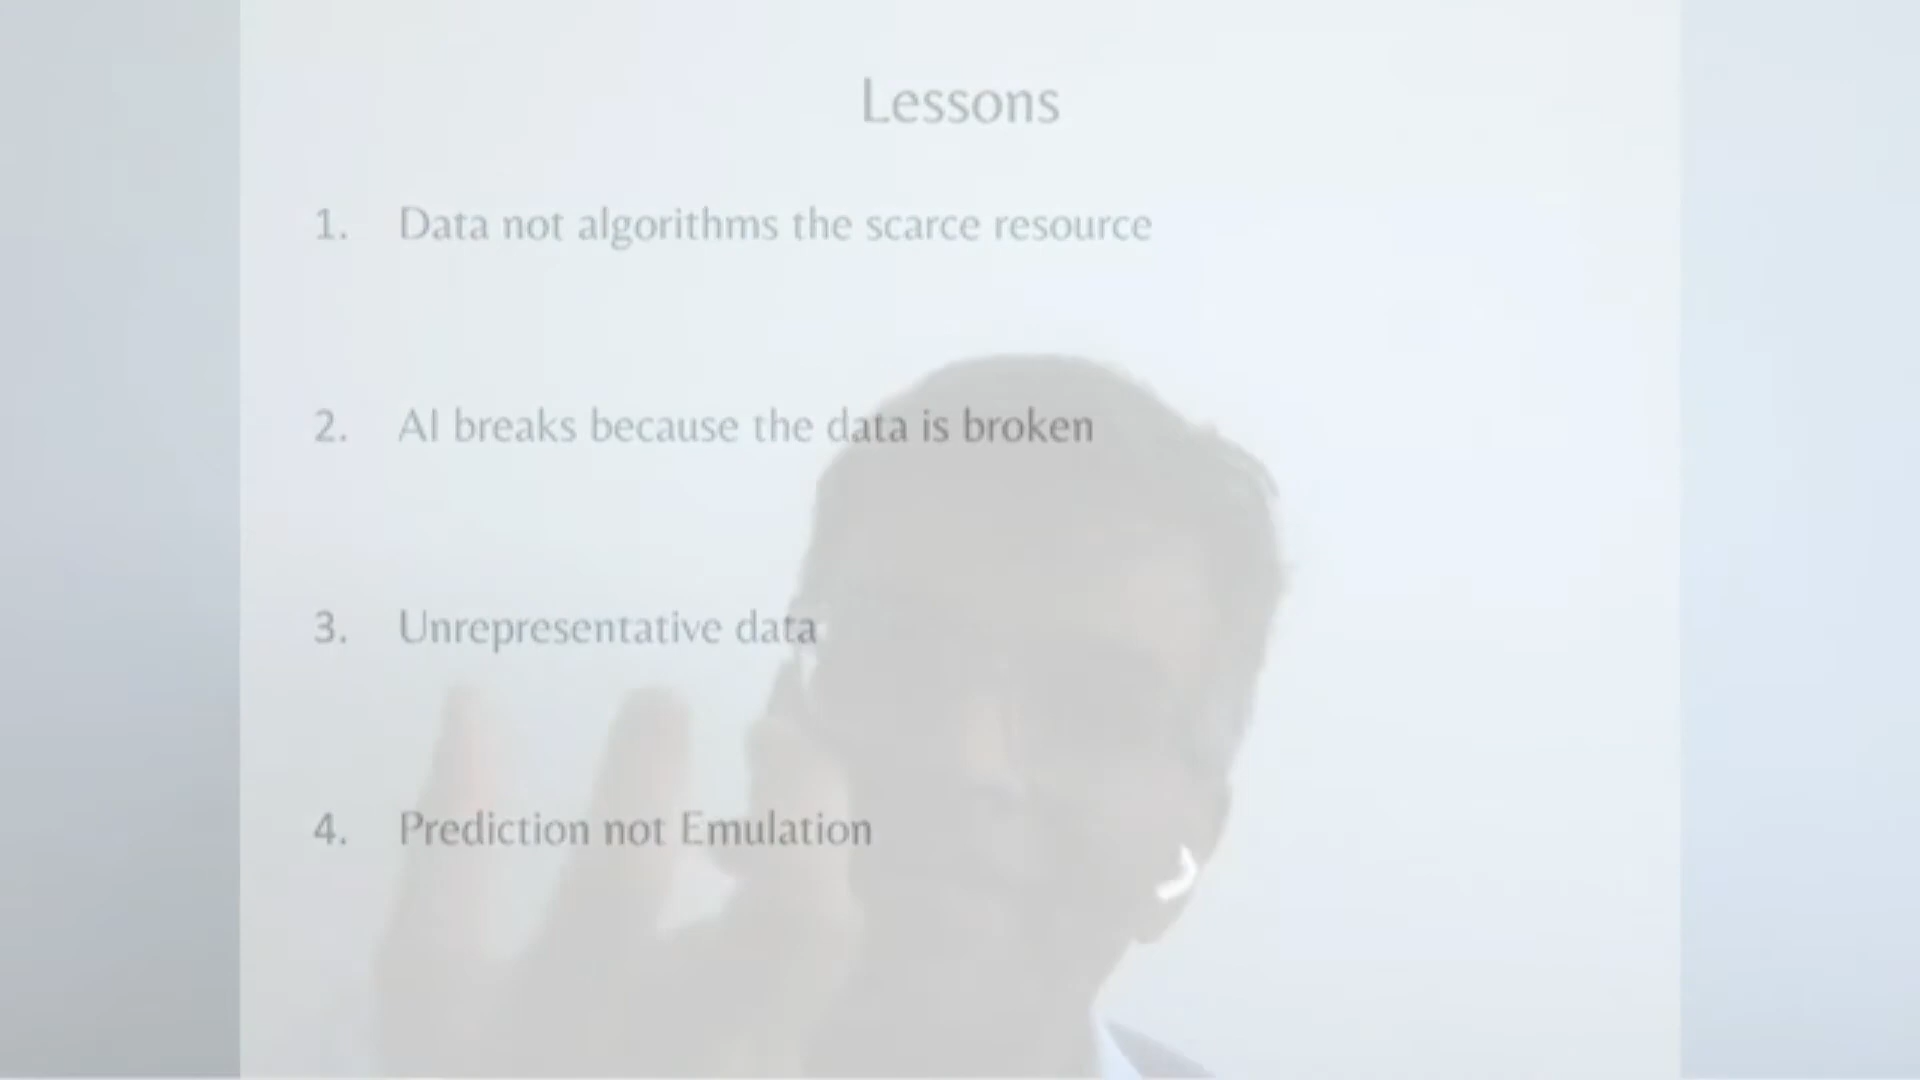 Lessons
1. Data not algorithms the scarce resource
2. AI breaks because the data is broken
3. Unrepresentative data
4. Prediction not Emulation